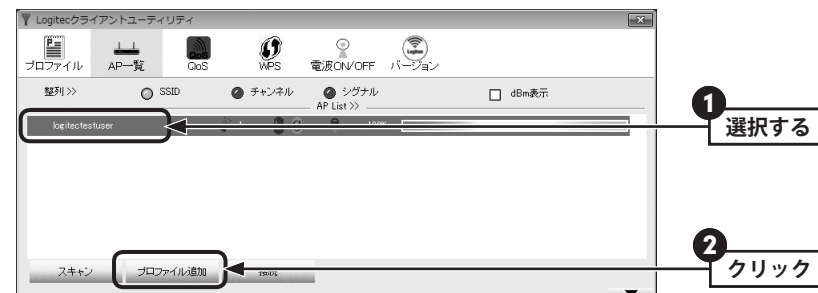 Logitecクライアントユーティリティ
プロファイル AP一覧 QoS WPS 電波ON/OFF バージョン
整列 >> SSID チャンネル シグナル dBm表示
AP List >>
logitectestuser 100%
1 選択する
スキャン プロファイル追加 接続
2 クリック